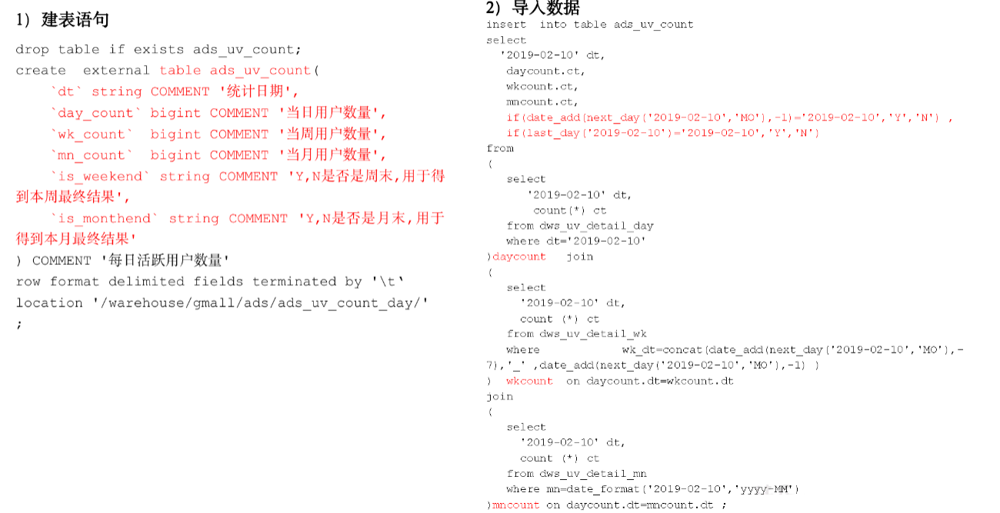 1）建表语句
drop table if exists ads_uv_count;
create  external table ads_uv_count(
    `dt` string COMMENT '统计日期',
    `day_count` bigint COMMENT '当日用户数量',
    `wk_count`  bigint COMMENT '当周用户数量',
    `mn_count`  bigint COMMENT '当月用户数量',
    `is_weekend` string COMMENT 'Y,N是否是周末,用于得
到本周最终结果',
    `is_monthend` string COMMENT 'Y,N是否是月末,用于
得到本月最终结果'
) COMMENT '每日活跃用户数量'
row format delimited fields terminated by '\t'
location '/warehouse/gmall/ads/ads_uv_count_day/'
;
2）导入数据
insert  into table ads_uv_count
select
  '2019-02-10' dt,
   daycount.ct,
   wkcount.ct,
   mncount.ct,
   if(date_add(next_day('2019-02-10','MO'),-1)='2019-02-10','Y','N') ,
   if(last_day('2019-02-10')='2019-02-10','Y','N')
from
(
   select
      '2019-02-10' dt,
       count(*) ct
   from dws_uv_detail_day
   where dt='2019-02-10'
)daycount   join
(
   select
     '2019-02-10' dt,
     count (*) ct
   from dws_uv_detail_wk
   where            wk_dt=concat(date_add(next_day('2019-02-10','MO'),-
7),'_' ,date_add(next_day('2019-02-10','MO'),-1) )
)  wkcount  on daycount.dt=wkcount.dt
join
(
   select
     '2019-02-10' dt,
     count (*) ct
   from dws_uv_detail_mn
   where mn=date_format('2019-02-10','yyyy-MM')
)mncount on daycount.dt=mncount.dt ;